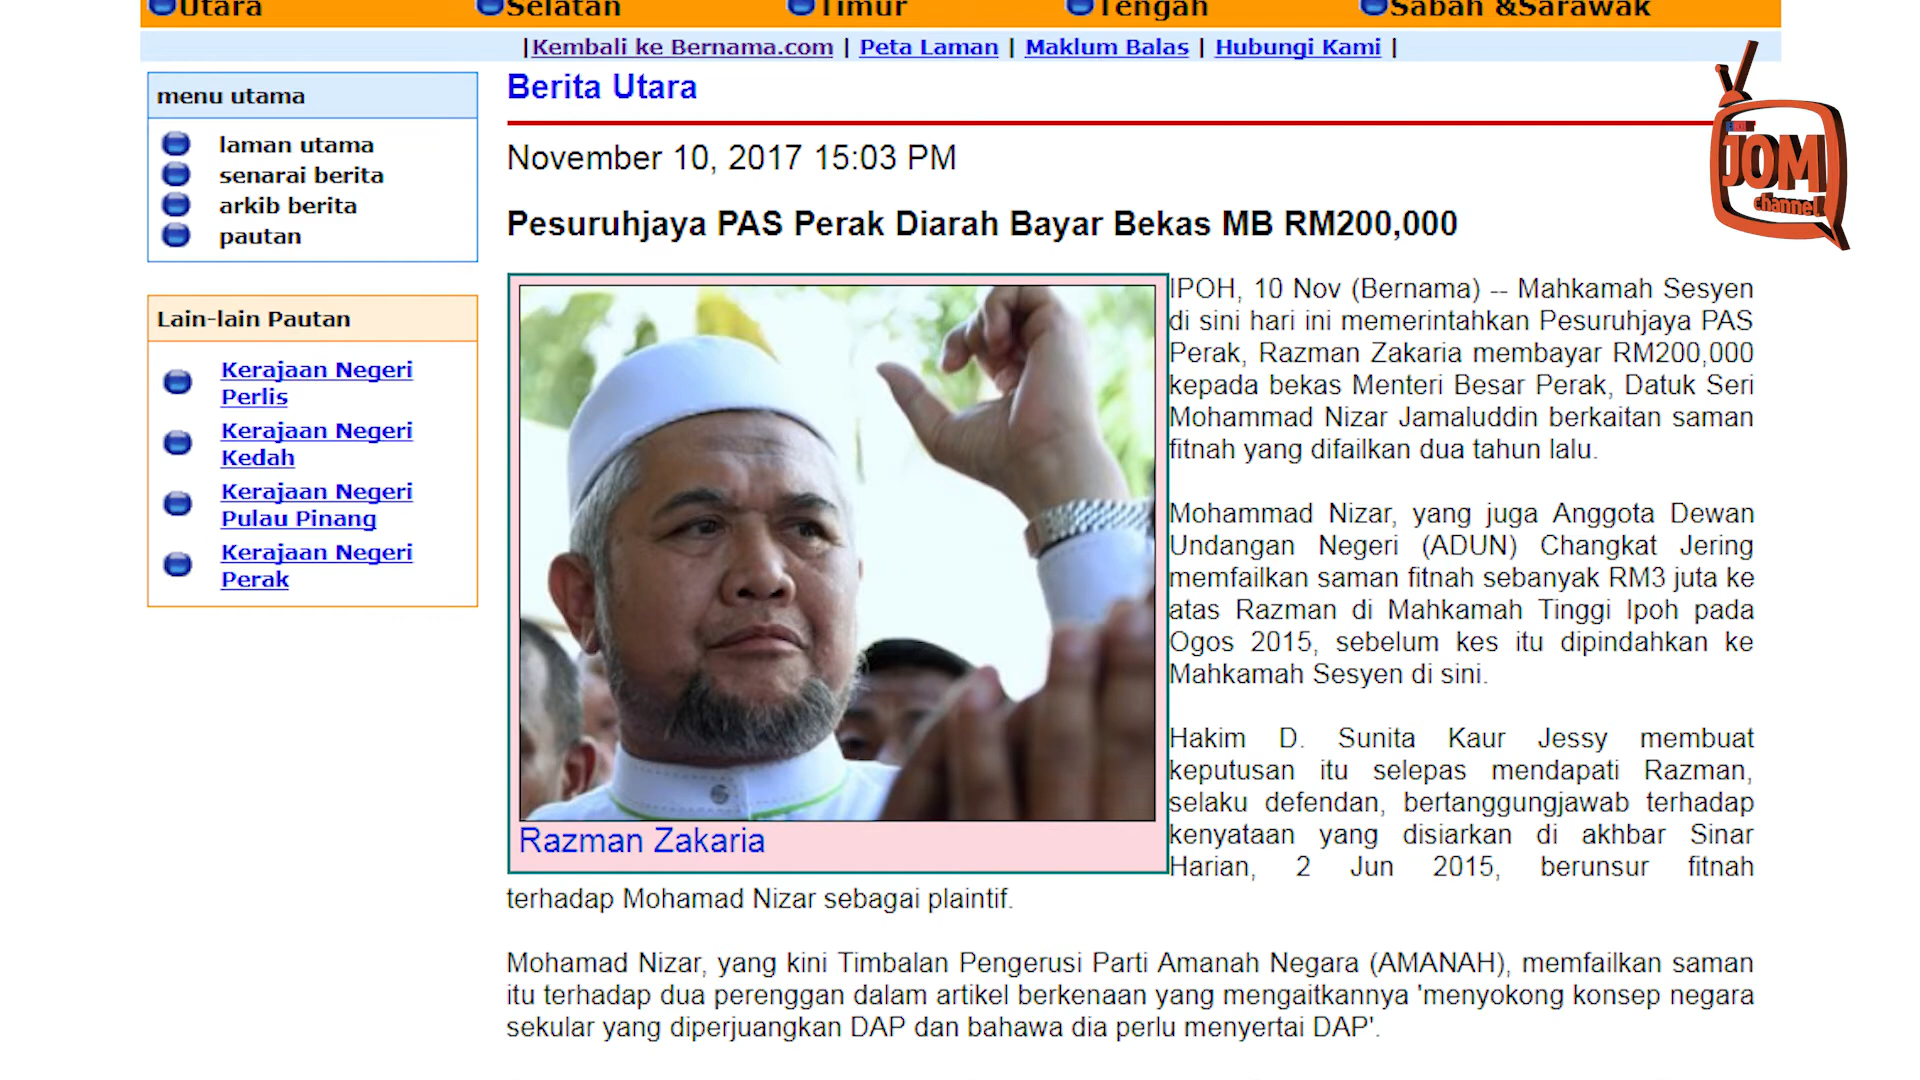 Utara Selatan Timur Tengah Sabah &Sarawak
|Kembali ke Bernama.com | Peta Laman | Maklum Balas | Hubungi Kami |
menu utama
laman utama
senarai berita
arkib berita
pautan
Lain-lain Pautan
Kerajaan Negeri
Perlis
Kerajaan Negeri
Kedah
Kerajaan Negeri
Pulau Pinang
Kerajaan Negeri
Perak
Berita Utara
JOM
channel
November 10, 2017 15:03 PM
Pesuruhjaya PAS Perak Diarah Bayar Bekas MB RM200,000
Razman Zakaria
IPOH, 10 Nov (Bernama) -- Mahkamah Sesyen
di sini hari ini memerintahkan Pesuruhjaya PAS
Perak, Razman Zakaria membayar RM200,000
kepada bekas Menteri Besar Perak, Datuk Seri
Mohammad Nizar Jamaluddin berkaitan saman
fitnah yang difailkan dua tahun lalu.
Mohammad Nizar, yang juga Anggota Dewan
Undangan Negeri (ADUN) Changkat Jering
memfailkan saman fitnah sebanyak RM3 juta ke
atas Razman di Mahkamah Tinggi Ipoh pada
Ogos 2015, sebelum kes itu dipindahkan ke
Mahkamah Sesyen di sini.
Hakim D. Sunita Kaur Jessy membuat
keputusan itu selepas mendapati Razman,
selaku defendan, bertanggungjawab terhadap
kenyataan yang disiarkan di akhbar Sinar
Harian, 2 Jun 2015, berunsur fitnah
terhadap Mohamad Nizar sebagai plaintif.
Mohamad Nizar, yang kini Timbalan Pengerusi Parti Amanah Negara (AMANAH), memfailkan saman
itu terhadap dua perenggan dalam artikel berkenaan yang mengaitkannya 'menyokong konsep negara
sekular yang diperjuangkan DAP dan bahawa dia perlu menyertai DAP'.